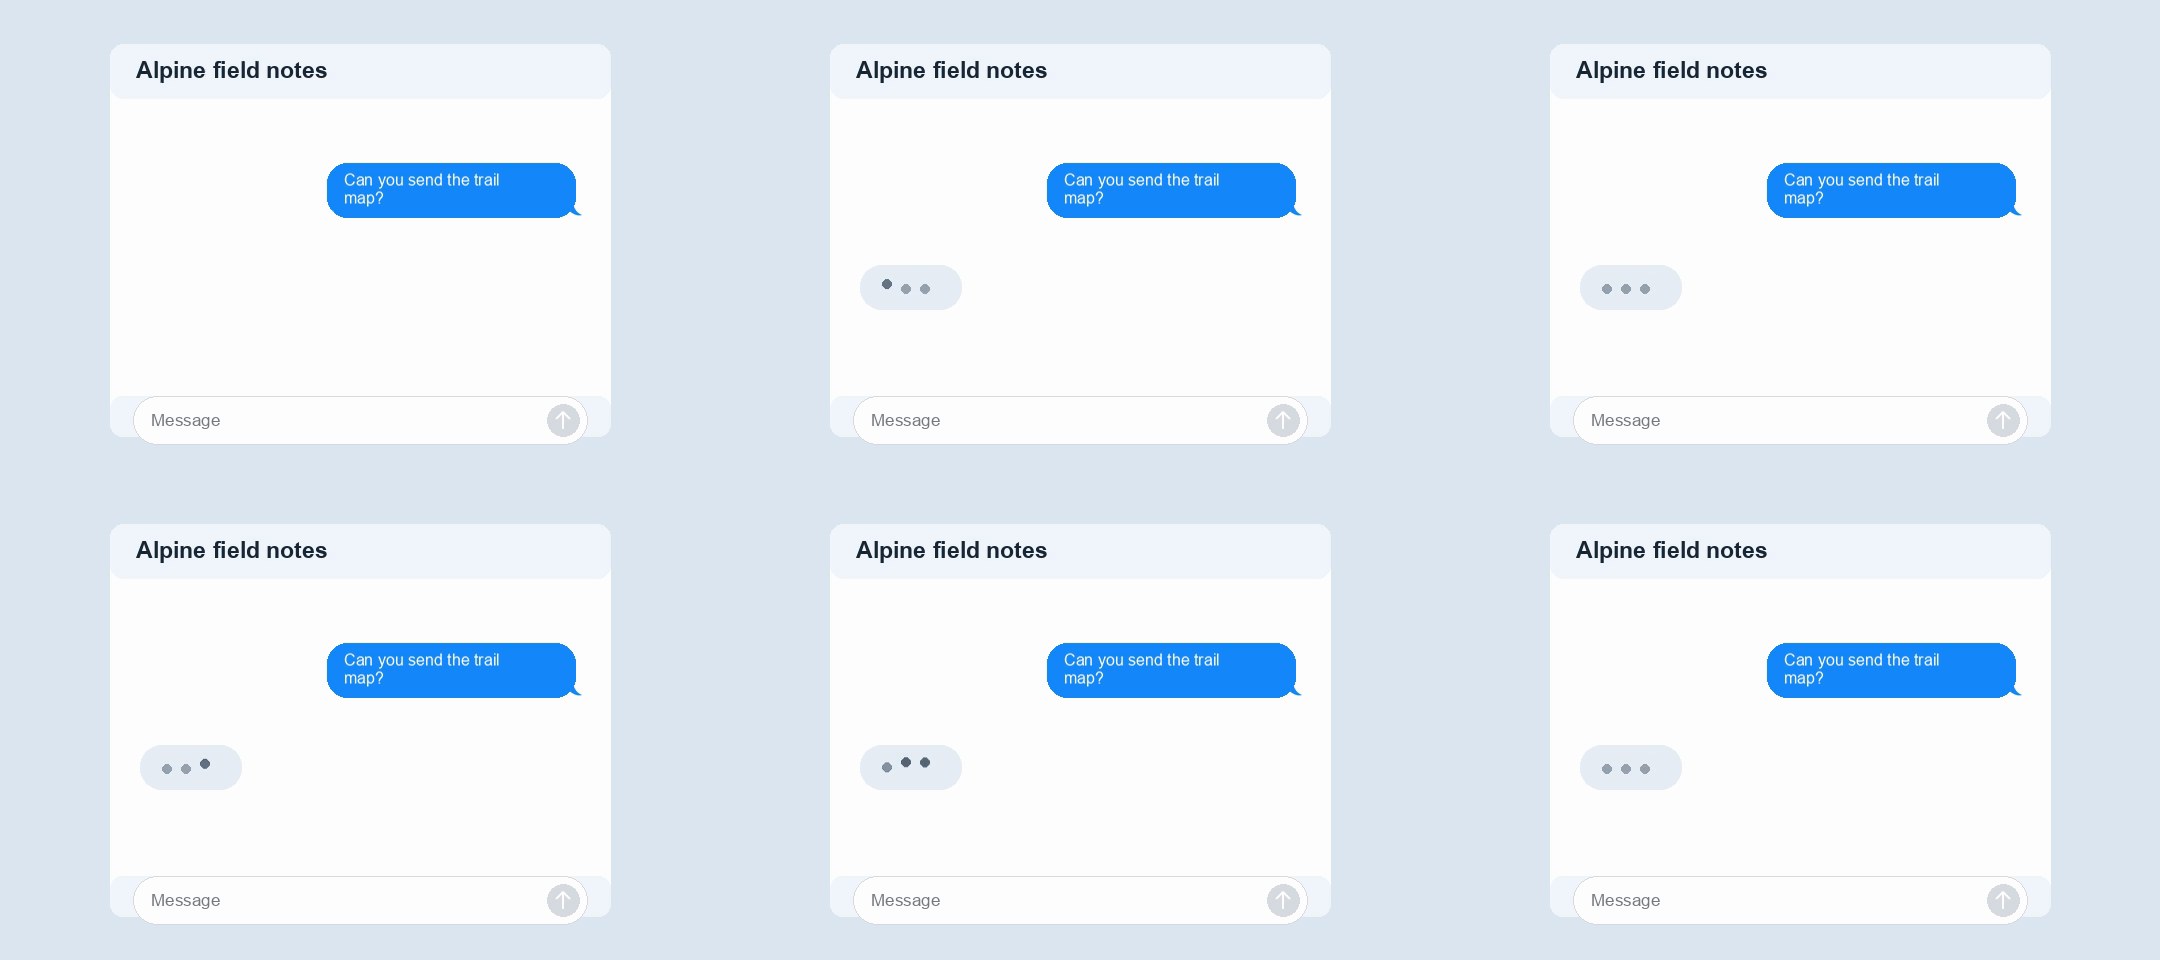 Alpine field notes
Can you send the trail
map?
Message
Alpine field notes
Can you send the trail
map?
Message
Alpine field notes
Can you send the trail
map?
Message
Alpine field notes
Can you send the trail
map?
Message
Alpine field notes
Can you send the trail
map?
Message
Alpine field notes
Can you send the trail
map?
Message